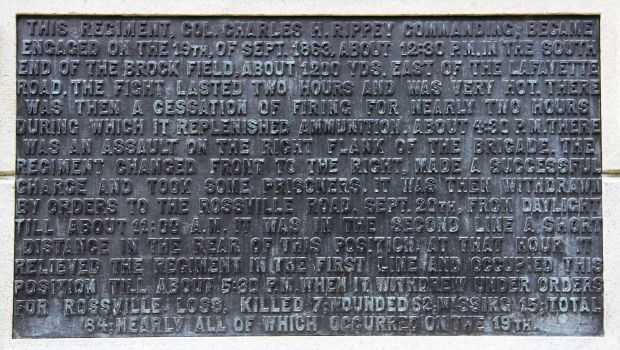 THIS REGIMENT, COL. CHARLES H. RIPPEY COMMANDING, BECAME
ENGAGED ON THE 19TH. OF SEPT. 1863, ABOUT 12:30 P.M. IN THE SOUTH
END OF THE BROCK FIELD, ABOUT 1200 YDS. EAST OF THE LAFAYETTE
ROAD. THE FIGHT LASTED TWO HOURS AND WAS VERY HOT. THERE
WAS THEN A CESSATION OF FIRING FOR NEARLY TWO HOURS
DURING WHICH IT REPLENISHED AMMUNITION. ABOUT 4:30 P.M. THERE
WAS AN ASSAULT ON THE RIGHT FLANK OF THE BRIGADE. THE
REGIMENT CHANGED FRONT TO THE RIGHT, MADE A SUCCESSFUL
CHARGE AND TOOK SOME PRISONERS. IT WAS THEN WITHDRAWN
BY ORDERS TO THE ROSSVILLE ROAD. SEPT. 20TH. FROM DAYLIGHT
TILL ABOUT 11:00 A.M. IT WAS IN THE SECOND LINE A SHORT
DISTANCE IN THE REAR OF THIS POSITION. AT THAT HOUR IT
RELIEVED THE REGIMENT IN THE FIRST LINE AND OCCUPIED THIS
POSITION TILL ABOUT 5:30 P.M. WHEN IT WITHDREW UNDER ORDERS
FOR ROSSVILLE. LOSS, KILLED 7; WOUNDED 62; MISSING 15; TOTAL
84; NEARLY ALL OF WHICH OCCURRED ON THE 19TH.